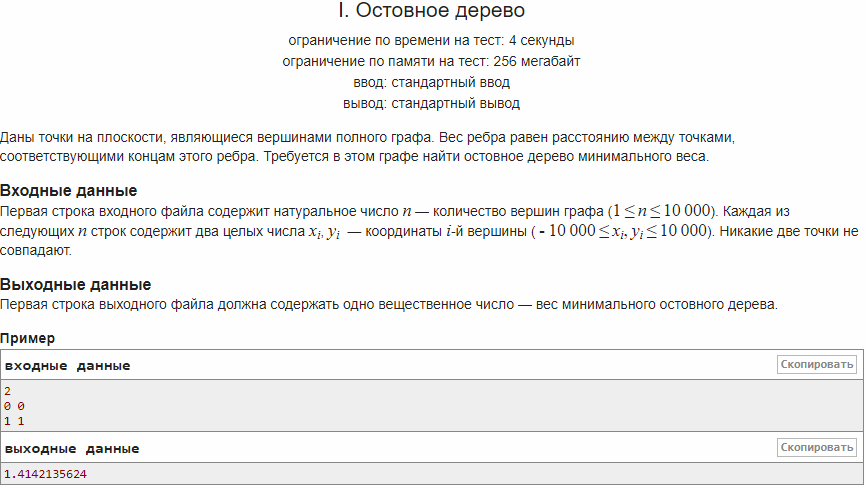 I. Остовное дерево
ограничение по времени на тест: 4 секунды
ограничение по памяти на тест: 256 мегабайт
ввод: стандартный ввод
вывод: стандартный вывод
Даны точки на плоскости, являющиеся вершинами полного графа. Вес ребра равен расстоянию между точками,
соответствующими концам этого ребра. Требуется в этом графе найти остовное дерево минимального веса.
Входные данные
Первая строка входного файла содержит натуральное число n — количество вершин графа (1 ≤ n ≤ 10 000). Каждая из
следующих n строк содержит два целых числа xi, yi — координаты i-й вершины ( - 10 000 ≤ xi, yi ≤ 10 000). Никакие две точки не
совпадают.
Выходные данные
Первая строка выходного файла должна содержать одно вещественное число — вес минимального остовного дерева.
Пример
входные данные Скопировать
2
0 0
1 1
выходные данные Скопировать
1.4142135624